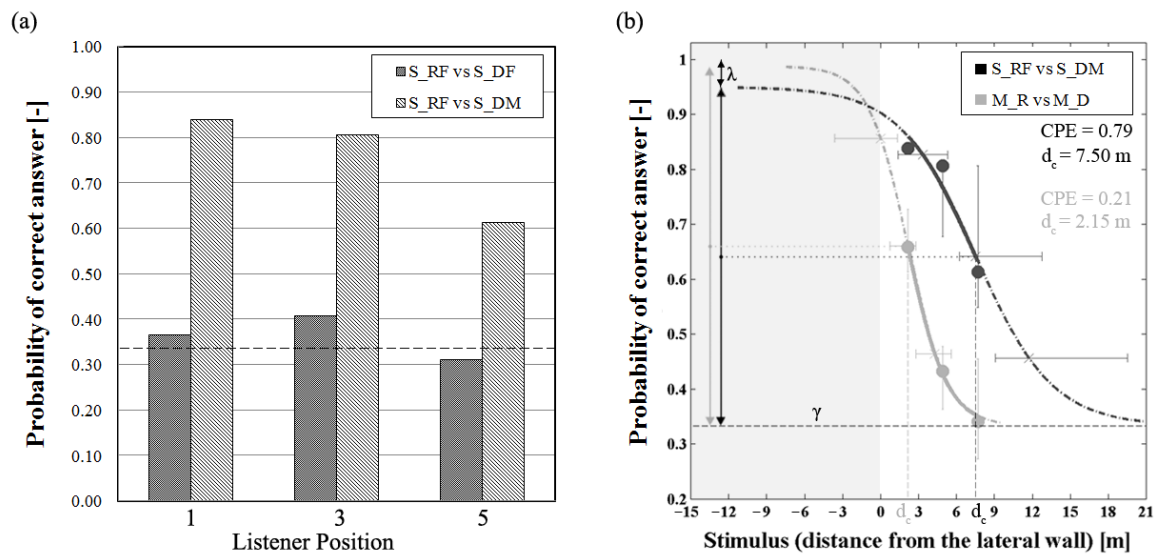 (a)
1.00
0.90
0.80
0.70
0.60
0.50
0.40
0.30
0.20
0.10
0.00
Probability of correct answer [-]
S_RF vs S_DF
S_RF vs S_DM
1 3 5
Listener Position
(b)
1
0.9
0.8
0.7
0.6
0.5
0.4
0.3
0.2
Probability of correct answer [-]
λ
S_RF vs S_DM
M_R vs M_D
CPE = 0.79
d_c = 7.50 m
CPE = 0.21
d_c = 2.15 m
γ
d_c d_c
−15 −12 −9 −6 −3 0 3 6 9 12 15 18 21
Stimulus (distance from the lateral wall) [m]